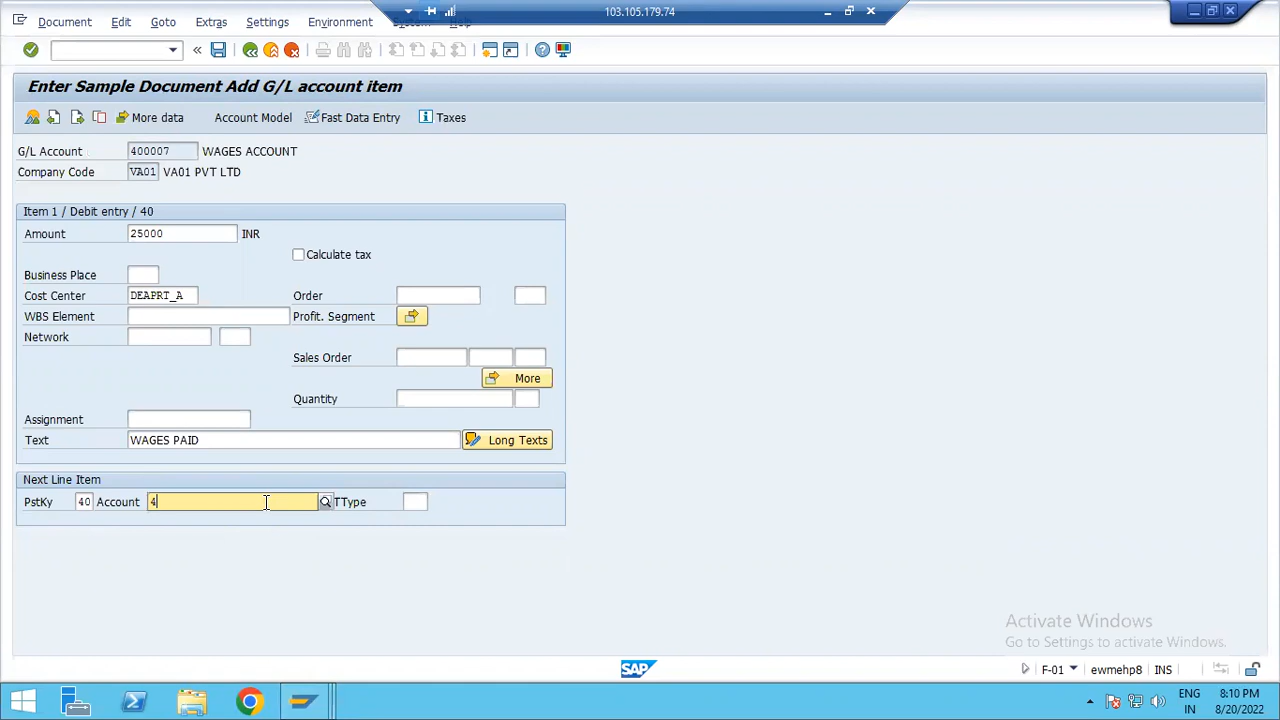 103.105.179.74
Document Edit Goto Extras Settings Environment System Help
Enter Sample Document Add G/L account item
More data Account Model Fast Data Entry Taxes
G/L Account 400007 WAGES ACCOUNT
Company Code VA01 VA01 PVT LTD
Item 1 / Debit entry / 40
Amount 25000 INR
Calculate tax
Business Place
Cost Center DEAPRT_A Order
WBS Element Profit. Segment
Network
Sales Order
More
Quantity
Assignment
Text WAGES PAID Long Texts
Next Line Item
PstKy 40 Account 4 TType
Activate Windows
Go to Settings to activate Windows.
SAP F-01 ewmehp8 INS
ENG 8:10 PM
IN 8/20/2022